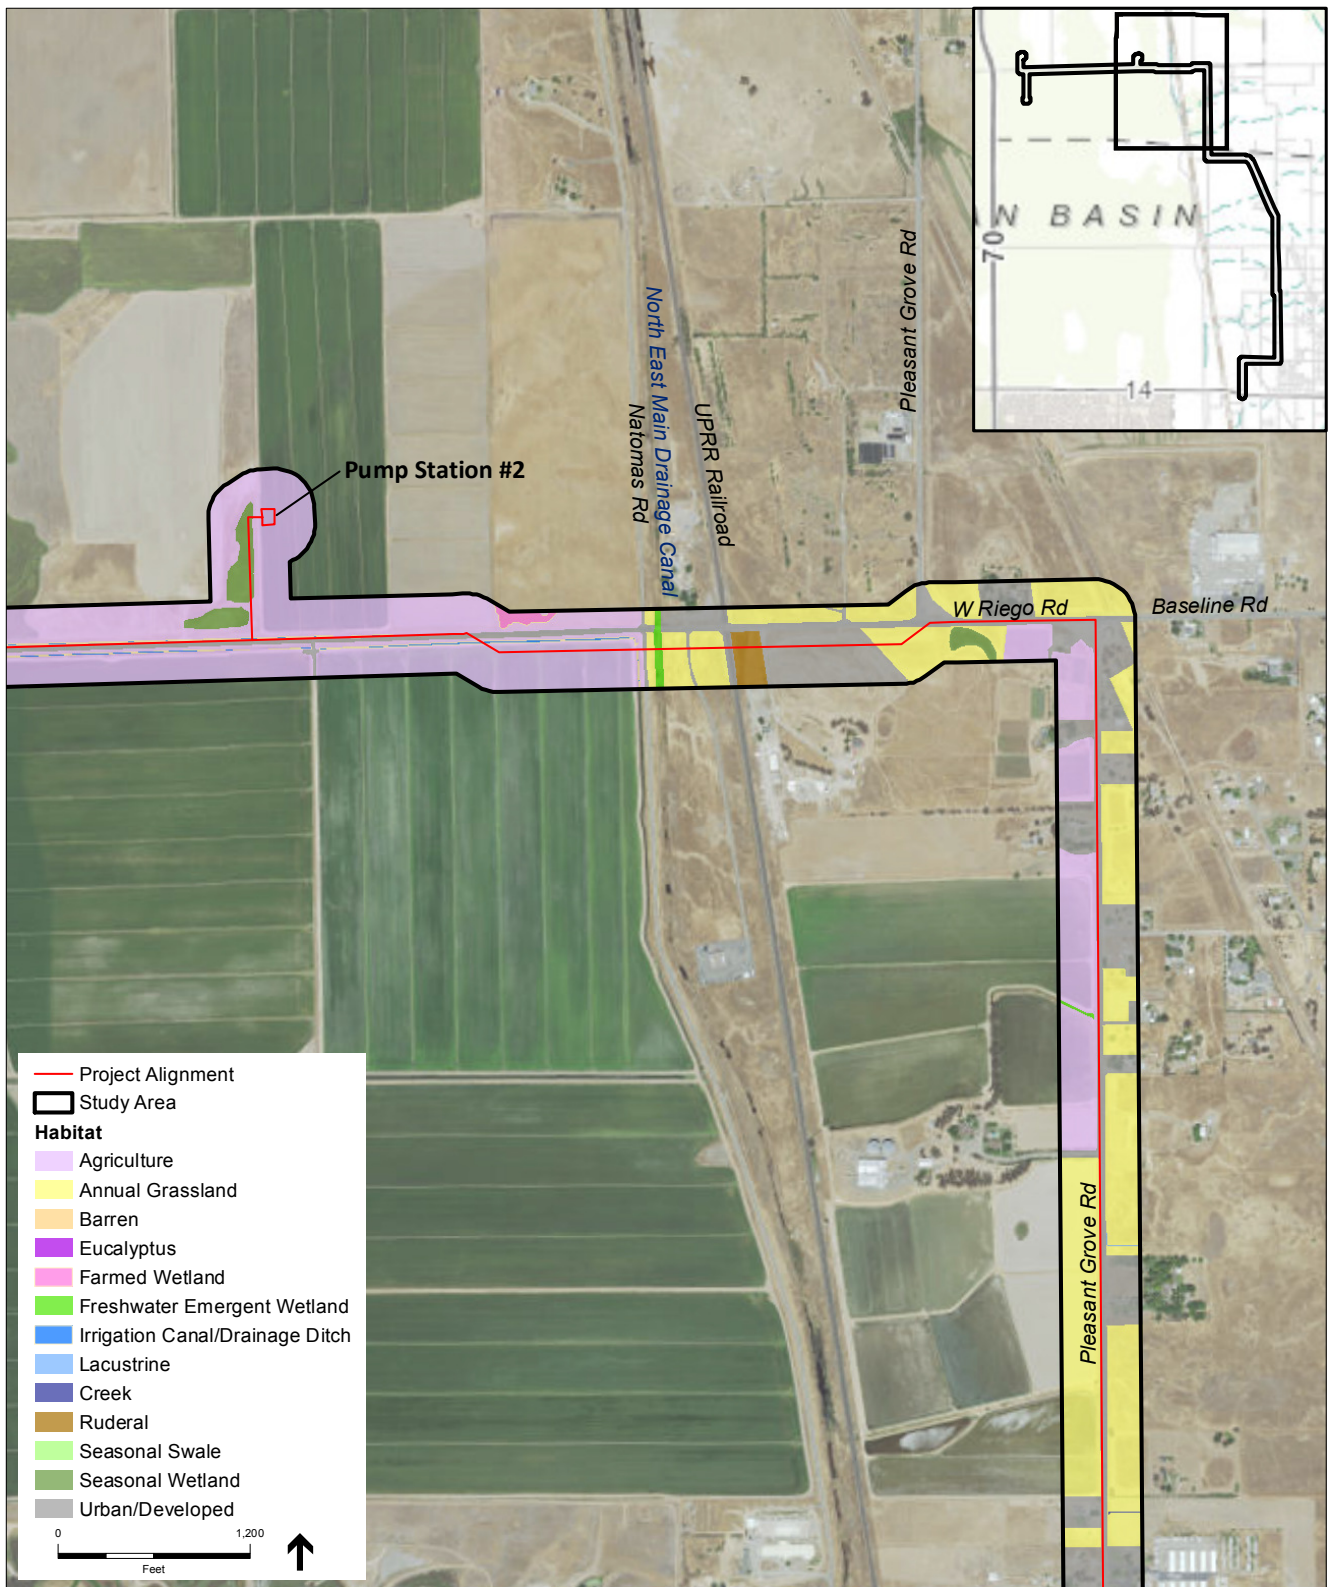 AN BASIN
70
14
Pleasant Grove Rd
North East Main Drainage Canal
Natomas Rd
UPRR Railroad
Pump Station #2
W Riego Rd
Baseline Rd
Pleasant Grove Rd
Project Alignment
Study Area
Habitat
Agriculture
Annual Grassland
Barren
Eucalyptus
Farmed Wetland
Freshwater Emergent Wetland
Irrigation Canal/Drainage Ditch
Lacustrine
Creek
Ruderal
Seasonal Swale
Seasonal Wetland
Urban/Developed
0 1,200
Feet